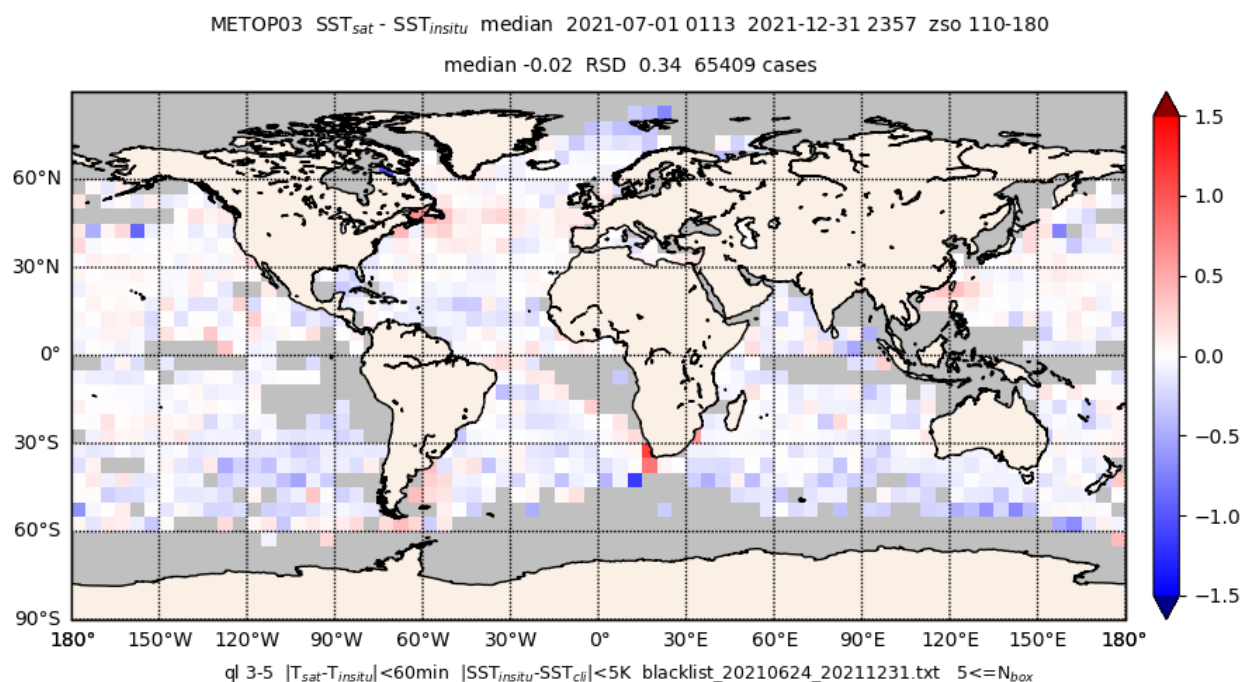 METOP03 SST_sat - SST_insitu median 2021-07-01 0113 2021-12-31 2357 zso 110-180
median -0.02 RSD 0.34 65409 cases
60°N
30°N
0°
30°S
60°S
90°S
180° 150°W 120°W 90°W 60°W 30°W 0° 30°E 60°E 90°E 120°E 150°E 180°
1.5
1.0
0.5
0.0
−0.5
−1.0
−1.5
ql 3-5 |T_sat-T_insitu|<60min |SST_insitu-SST_cli|<5K blacklist_20210624_20211231.txt 5<=N_box